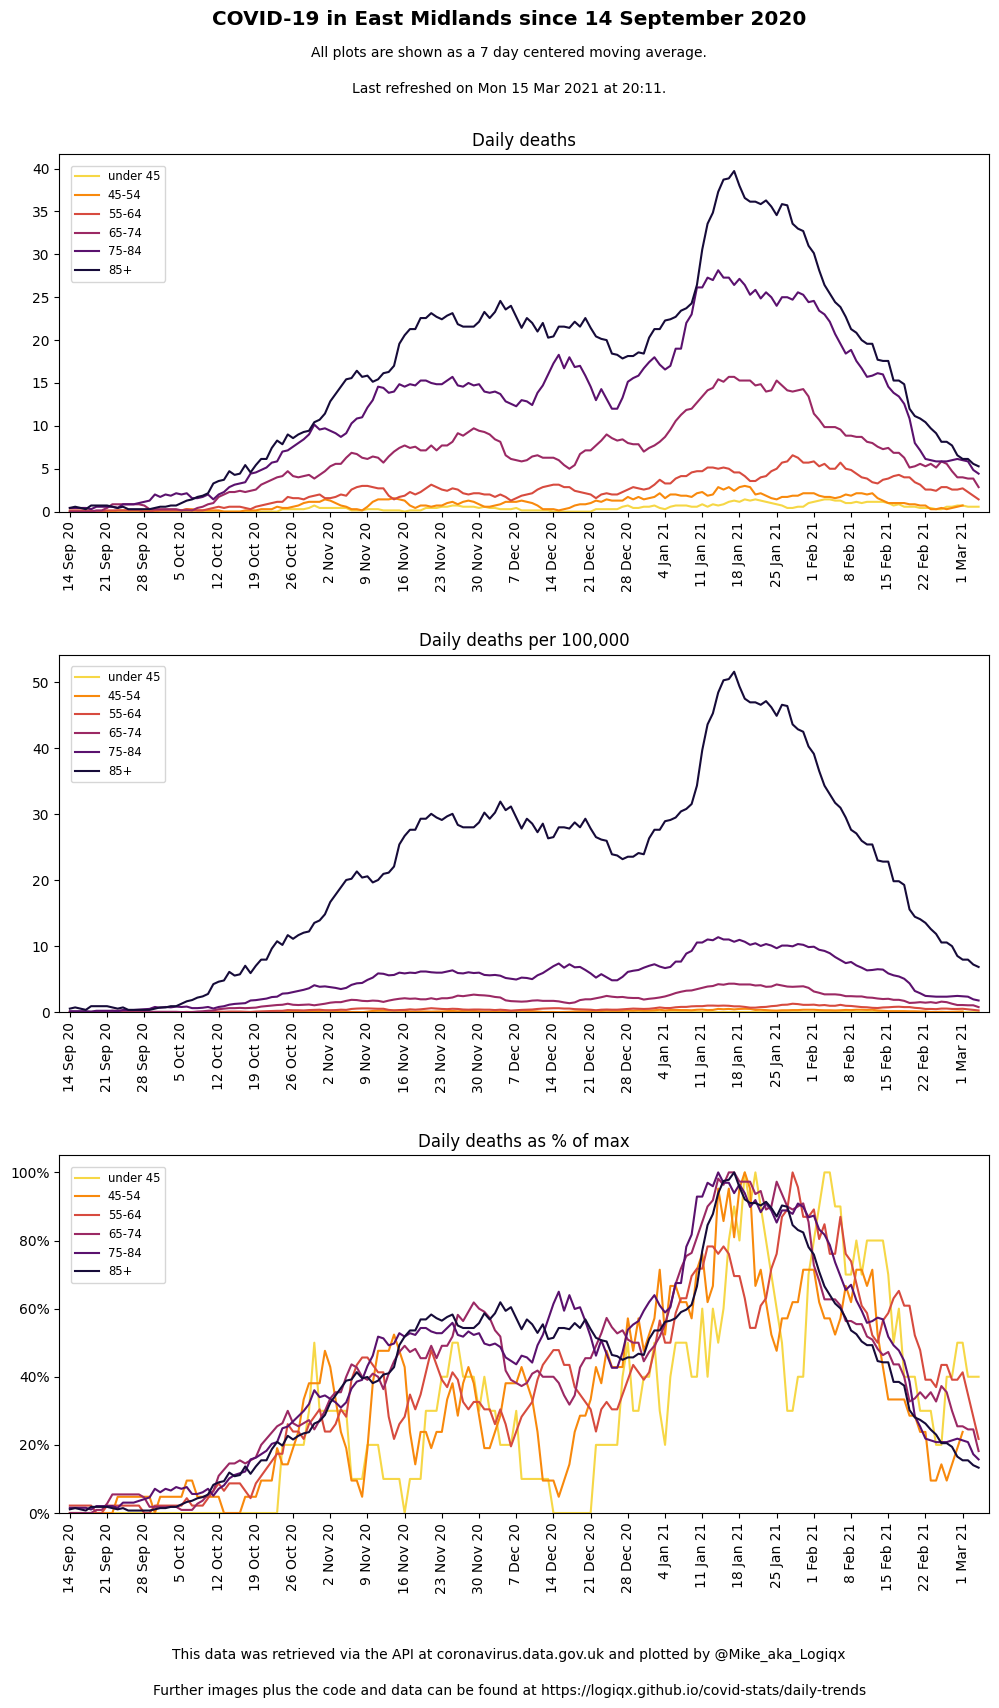 COVID-19 in East Midlands since 14 September 2020
All plots are shown as a 7 day centered moving average.
Last refreshed on Mon 15 Mar 2021 at 20:11.
Daily deaths
40
35
30
25
20
15
10
5
0
under 45
45-54
55-64
65-74
75-84
85+
14 Sep 20
21 Sep 20
28 Sep 20
5 Oct 20
12 Oct 20
19 Oct 20
26 Oct 20
2 Nov 20
9 Nov 20
16 Nov 20
23 Nov 20
30 Nov 20
7 Dec 20
14 Dec 20
21 Dec 20
28 Dec 20
4 Jan 21
11 Jan 21
18 Jan 21
25 Jan 21
1 Feb 21
8 Feb 21
15 Feb 21
22 Feb 21
1 Mar 21
Daily deaths per 100,000
50
40
30
20
10
0
under 45
45-54
55-64
65-74
75-84
85+
14 Sep 20
21 Sep 20
28 Sep 20
5 Oct 20
12 Oct 20
19 Oct 20
26 Oct 20
2 Nov 20
9 Nov 20
16 Nov 20
23 Nov 20
30 Nov 20
7 Dec 20
14 Dec 20
21 Dec 20
28 Dec 20
4 Jan 21
11 Jan 21
18 Jan 21
25 Jan 21
1 Feb 21
8 Feb 21
15 Feb 21
22 Feb 21
1 Mar 21
Daily deaths as % of max
100%
80%
60%
40%
20%
0%
under 45
45-54
55-64
65-74
75-84
85+
14 Sep 20
21 Sep 20
28 Sep 20
5 Oct 20
12 Oct 20
19 Oct 20
26 Oct 20
2 Nov 20
9 Nov 20
16 Nov 20
23 Nov 20
30 Nov 20
7 Dec 20
14 Dec 20
21 Dec 20
28 Dec 20
4 Jan 21
11 Jan 21
18 Jan 21
25 Jan 21
1 Feb 21
8 Feb 21
15 Feb 21
22 Feb 21
1 Mar 21
This data was retrieved via the API at coronavirus.data.gov.uk and plotted by @Mike_aka_Logiqx
Further images plus the code and data can be found at https://logiqx.github.io/covid-stats/daily-trends